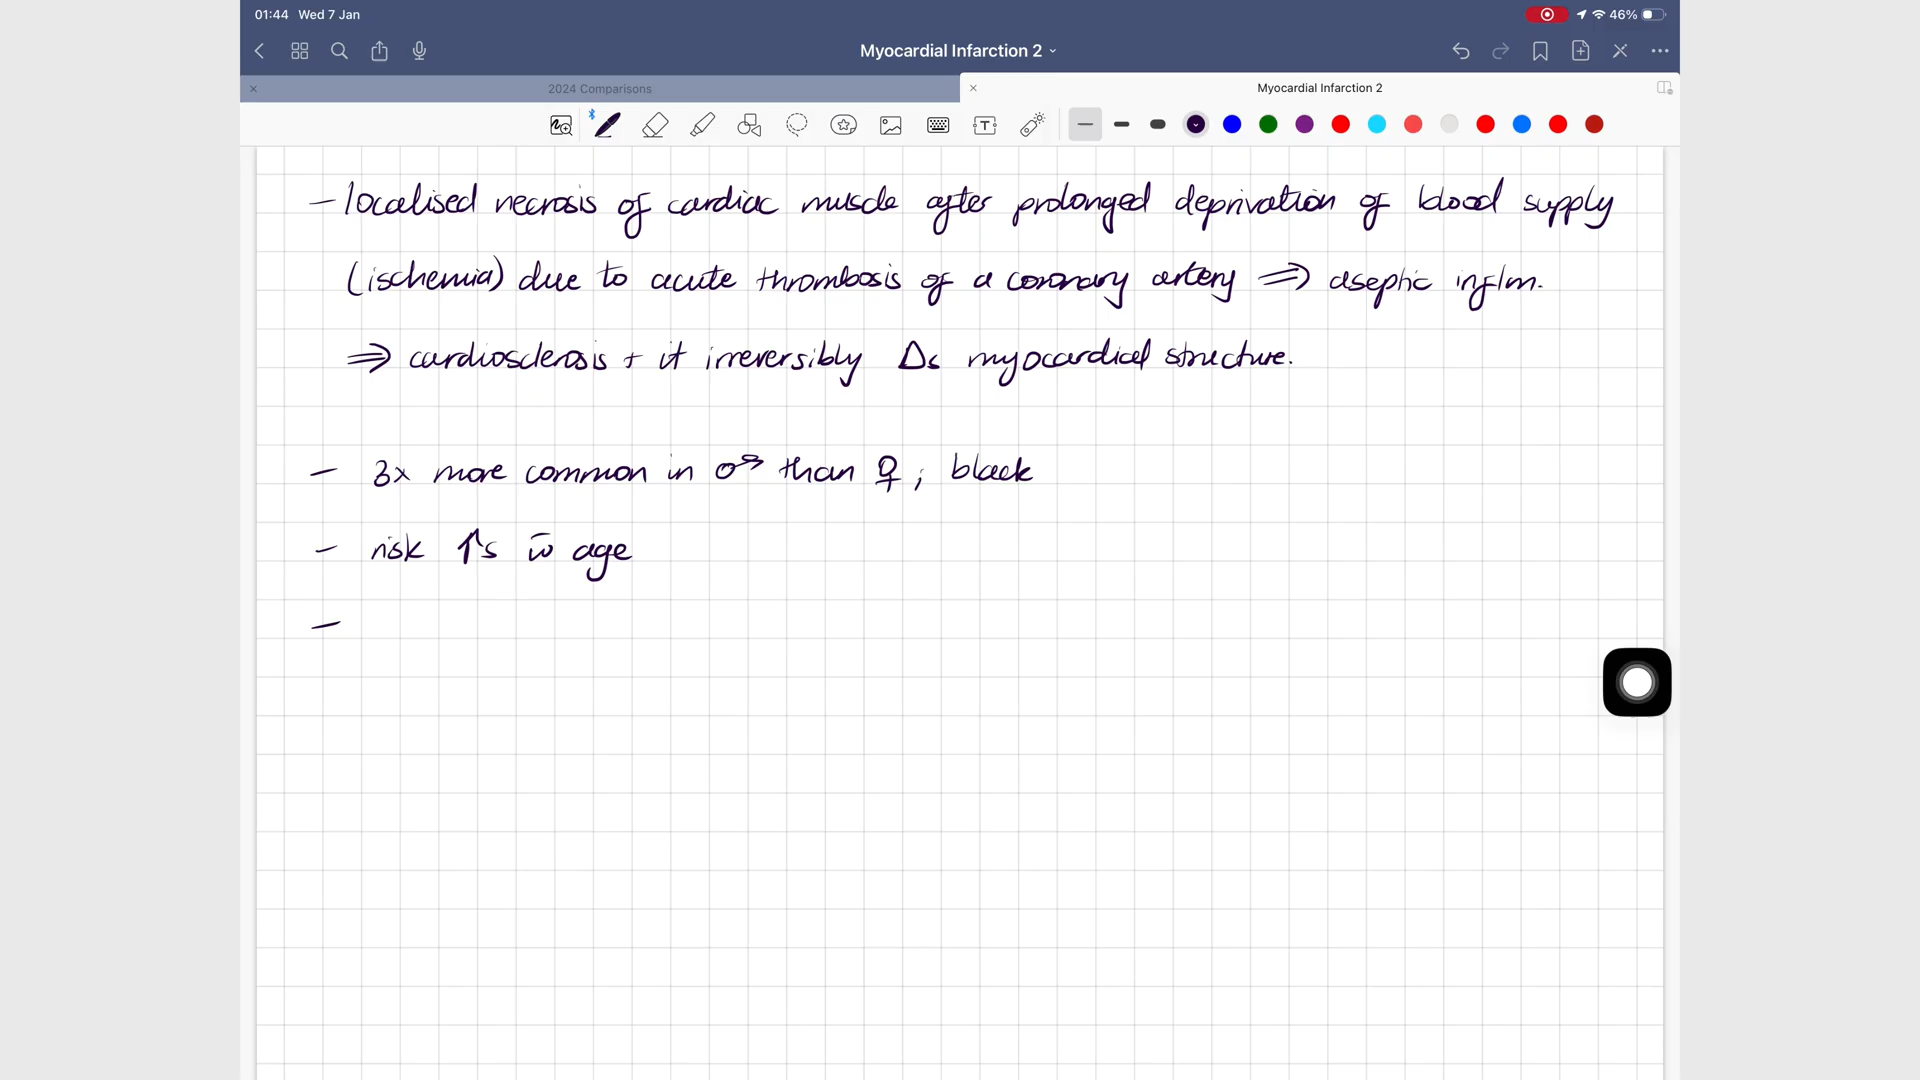 01:44 Wed 7 Jan 46%
Myocardial Infarction 2
2024 Comparisons Myocardial Infarction 2
- localised necrosis of cardiac muscle after prolonged deprivation of blood supply
(ischemia) due to acute thrombosis of a coronary artery ⇒ aseptic inflm.
⇒ cardiosclerosis + it irreversibly Δs myocardical structure.
- 3x more common in ♂ than ♀; black
- risk ↑s w̄ age
-